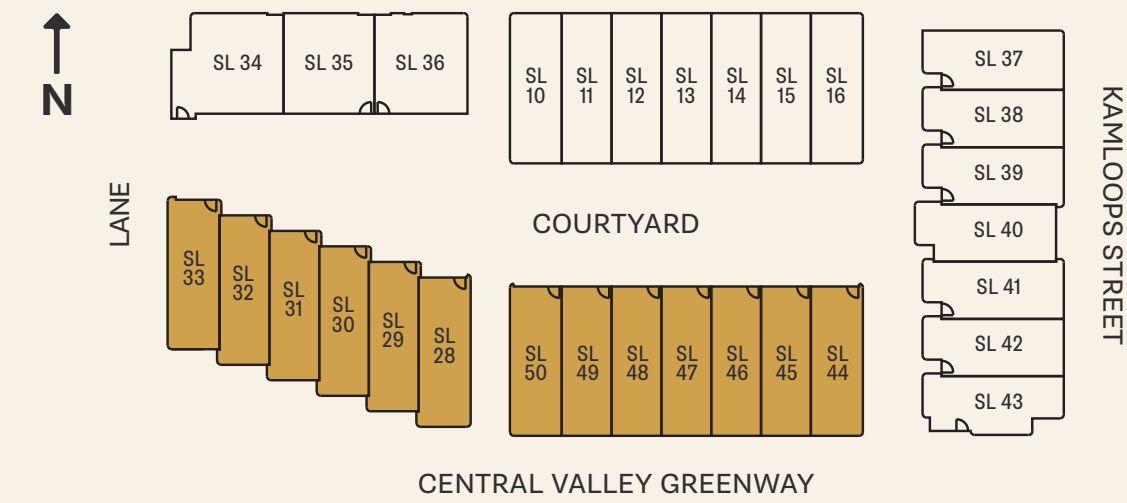 N
SL 34
SL 35
SL 36
SL
10
SL
11
SL
12
SL
13
SL
14
SL
15
SL
16
SL 37
SL 38
SL 39
SL 40
SL 41
SL 42
SL 43
KAMLOOPS STREET
LANE
COURTYARD
SL
33
SL
32
SL
31
SL
30
SL
29
SL
28
SL
50
SL
49
SL
48
SL
47
SL
46
SL
45
SL
44
CENTRAL VALLEY GREENWAY